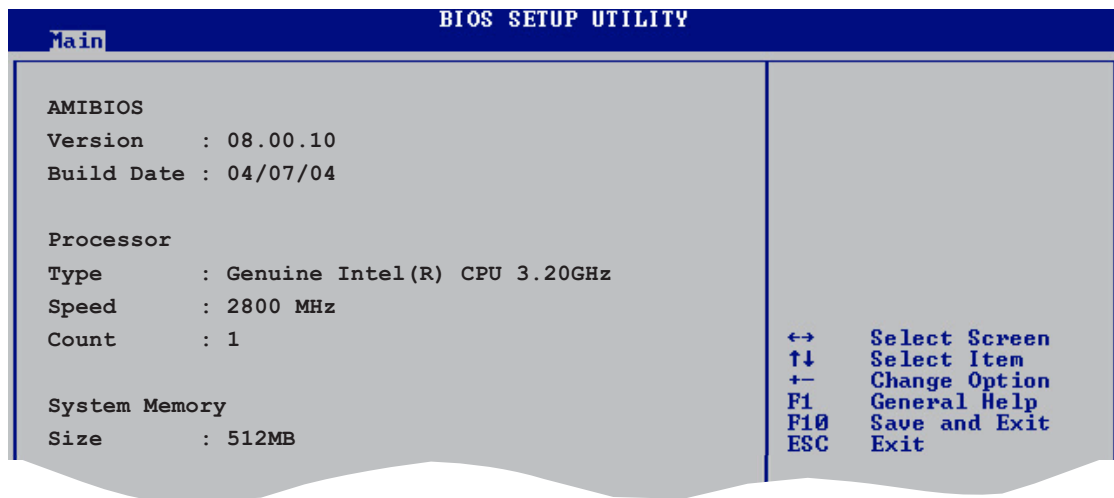 BIOS SETUP UTILITY
Main
AMIBIOS
Version : 08.00.10
Build Date : 04/07/04
Processor
Type : Genuine Intel(R) CPU 3.20GHz
Speed : 2800 MHz
Count : 1
System Memory
Size : 512MB
←→ Select Screen
↑↓ Select Item
+- Change Option
F1 General Help
F10 Save and Exit
ESC Exit